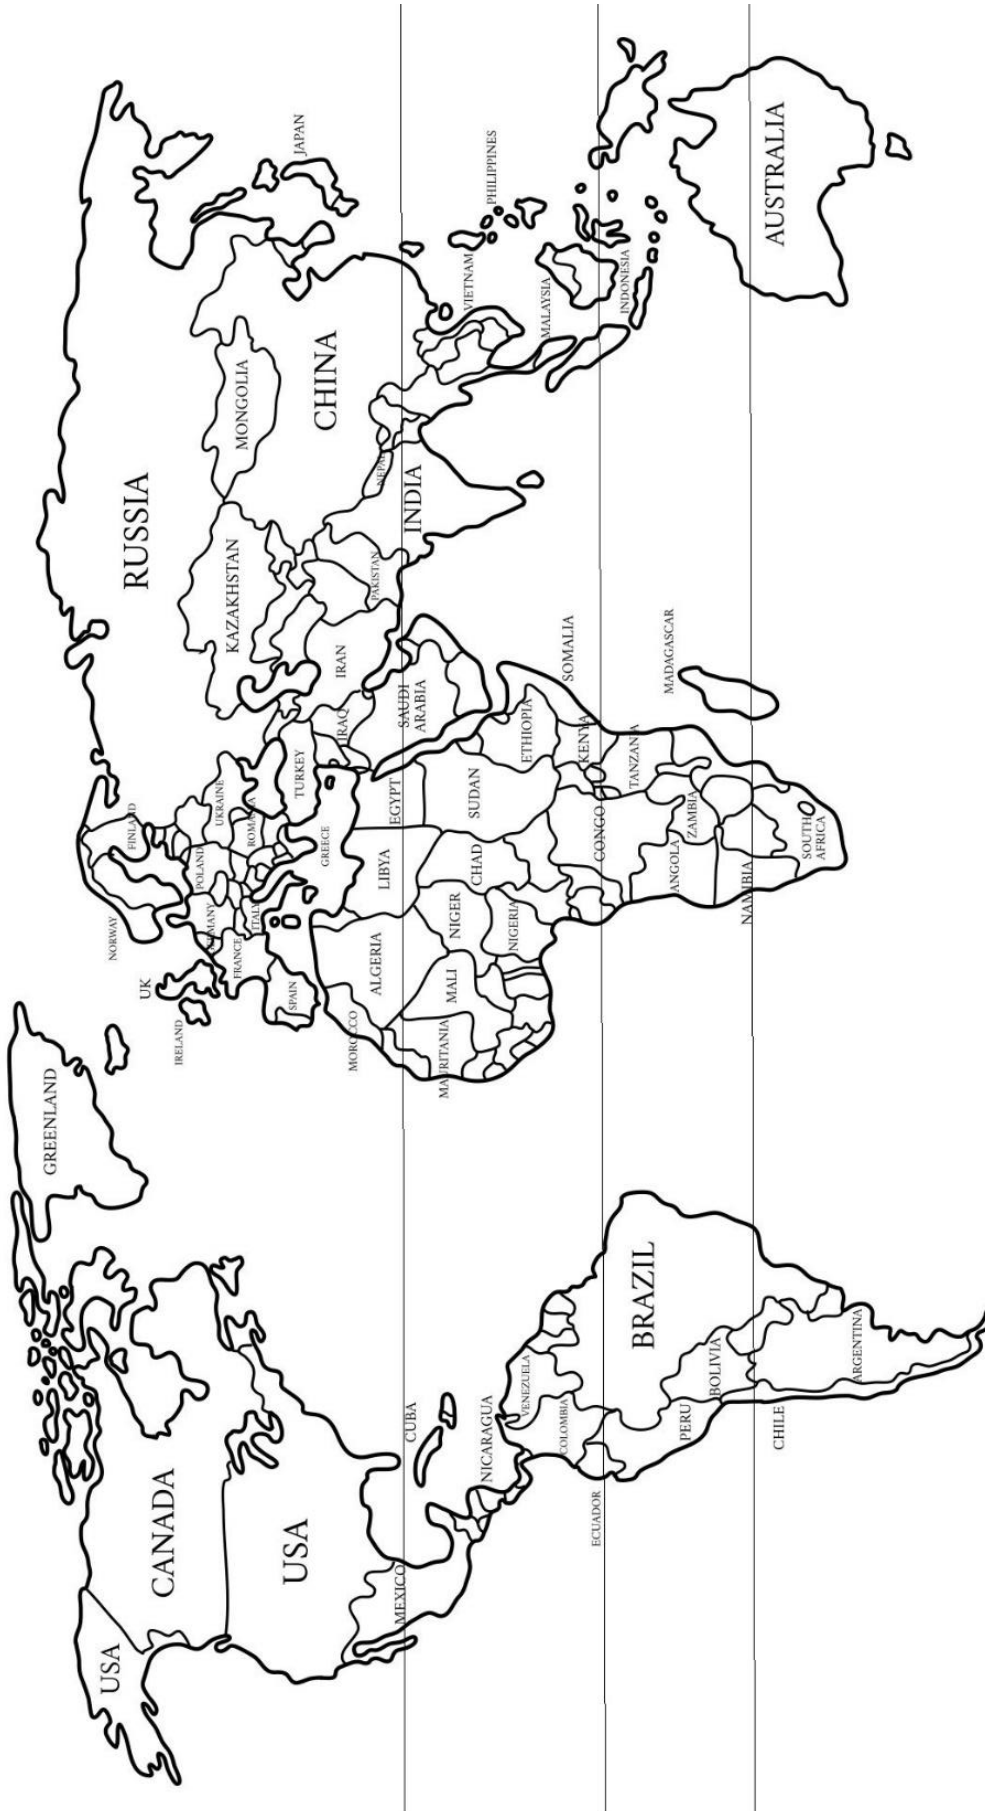 GREENLAND
USA
CANADA
USA
MEXICO
CUBA
NICARAGUA
VENEZUELA
COLOMBIA
ECUADOR
BRAZIL
PERU
BOLIVIA
CHILE
ARGENTINA
NORWAY
FINLAND
UK
IRELAND
POLAND
GERMANY
UKRAINE
FRANCE
ITALY
ROMANIA
SPAIN
TURKEY
GREECE
RUSSIA
KAZAKHSTAN
MONGOLIA
CHINA
JAPAN
IRAQ
IRAN
PAKISTAN
NEPAL
INDIA
SAUDI
ARABIA
VIETNAM
PHILIPPINES
MALAYSIA
INDONESIA
MOROCCO
ALGERIA
LIBYA
EGYPT
MAURITANIA
MALI
NIGER
CHAD
SUDAN
NIGERIA
ETHIOPIA
SOMALIA
CONGO
KENYA
TANZANIA
ANGOLA
ZAMBIA
MADAGASCAR
NAMIBIA
SOUTH
AFRICA
AUSTRALIA